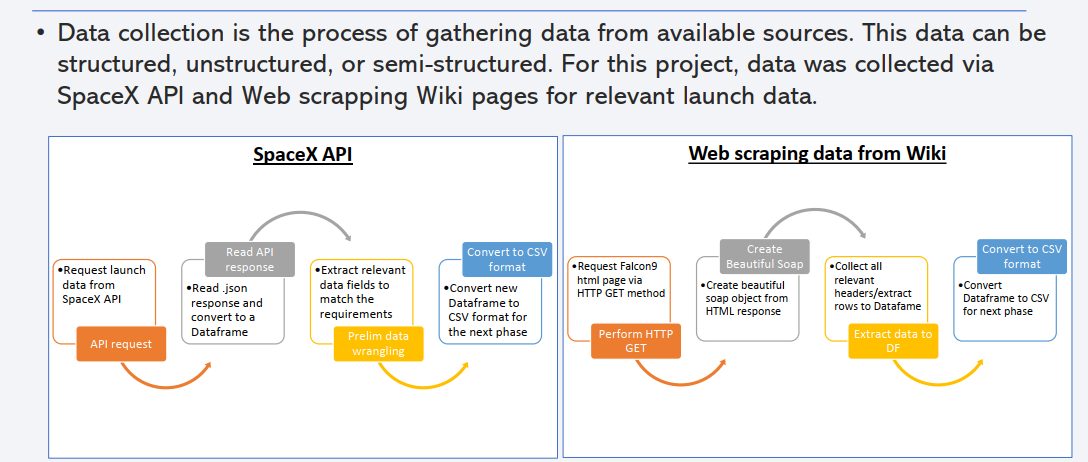 • Data collection is the process of gathering data from available sources. This data can be
structured, unstructured, or semi-structured. For this project, data was collected via
SpaceX API and Web scrapping Wiki pages for relevant launch data.
SpaceX API
•Request launch
data from
SpaceX API
API request
Read API
response
•Read .json
response and
convert to a
Dataframe
•Extract relevant
data fields to
match the
requirements
Prelim data
wrangling
Convert to CSV
format
•Convert new
Dataframe to
CSV format for
the next phase
Web scraping data from Wiki
•Request Falcon9
html page via
HTTP GET method
Perform HTTP
GET
Create
Beautiful Soap
•Create beautiful
soap object from
HTML response
•Collect all
relevant
headers/extract
rows to Datafame
Extract data to
DF
Convert to CSV
format
•Convert
Dataframe to CSV
for next phase